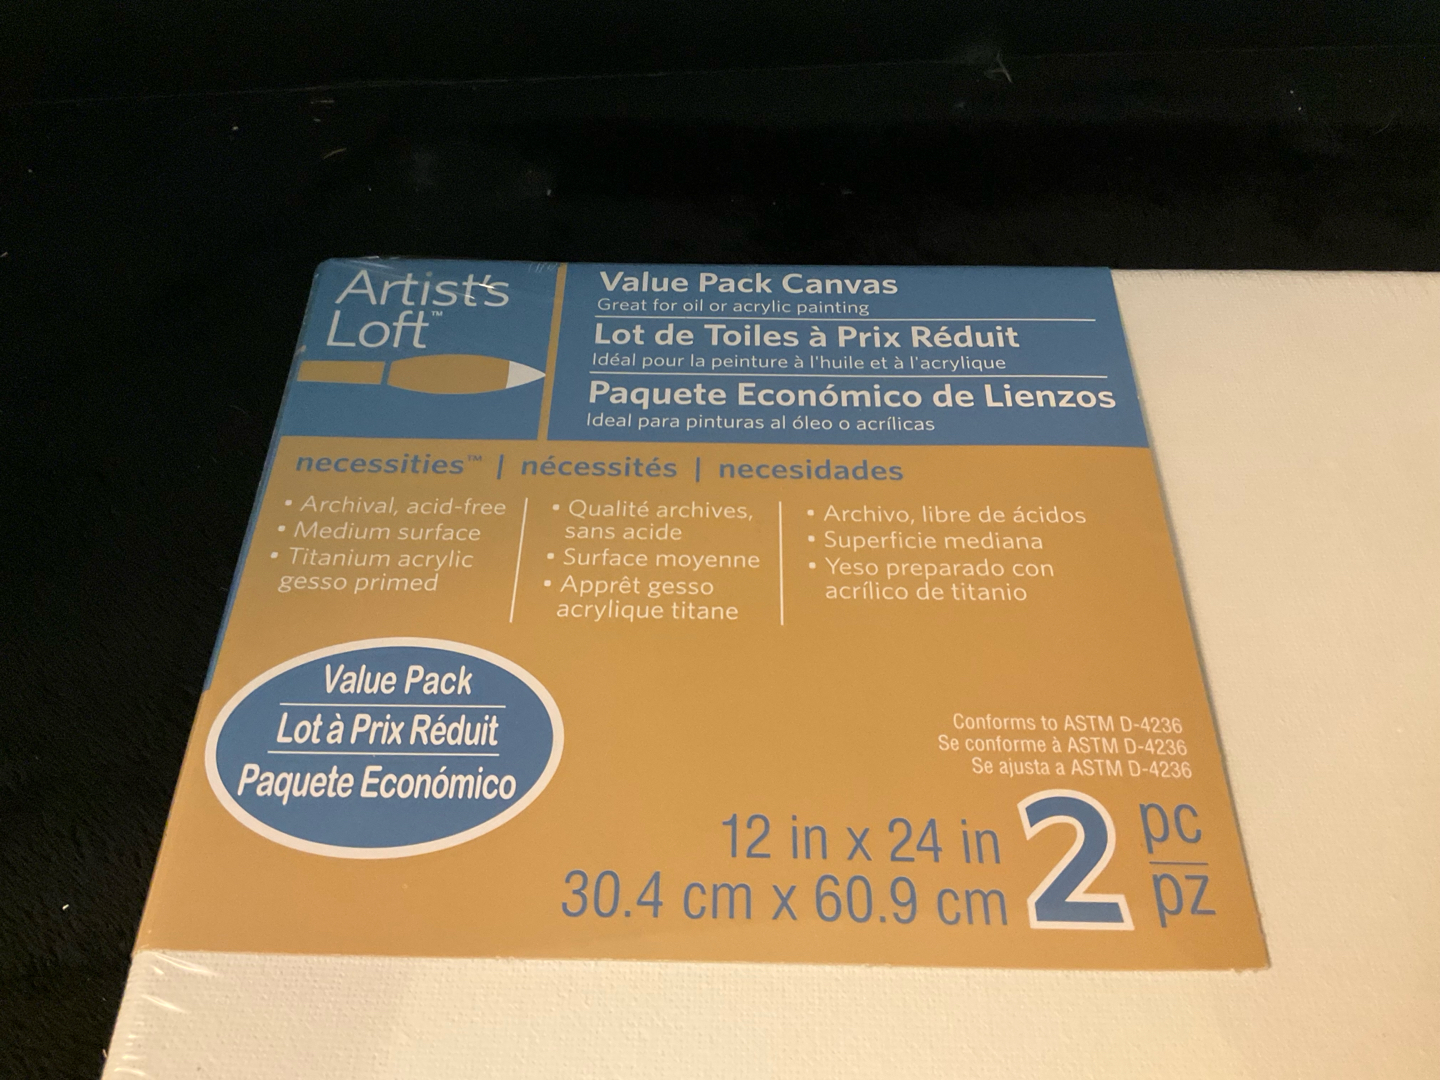 Artist's
Loft™
Value Pack Canvas
Great for oil or acrylic painting
Lot de Toiles à Prix Réduit
Idéal pour la peinture à l'huile et à l'acrylique
Paquete Económico de Lienzos
Ideal para pinturas al óleo o acrílicas
necessities™ | nécessités | necesidades
• Archival, acid-free
• Medium surface
• Titanium acrylic
gesso primed
• Qualité archives,
sans acide
• Surface moyenne
• Apprêt gesso
acrylique titane
• Archivo, libre de ácidos
• Superficie mediana
• Yeso preparado con
acrílico de titanio
Value Pack
Lot à Prix Réduit
Paquete Económico
Conforms to ASTM D-4236
Se conforme à ASTM D-4236
Se ajusta a ASTM D-4236
12 in x 24 in
30.4 cm x 60.9 cm
2
pc
pz